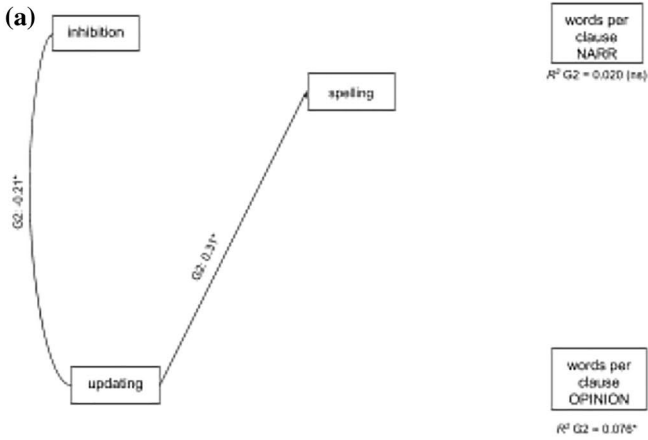 (a)
inhibition
words per
clause
NARR
R² G2 = 0.020 (ns)
spelling
G2: -0.21*
G2: 0.31*
updating
words per
clause
OPINION
R² G2 = 0.076*